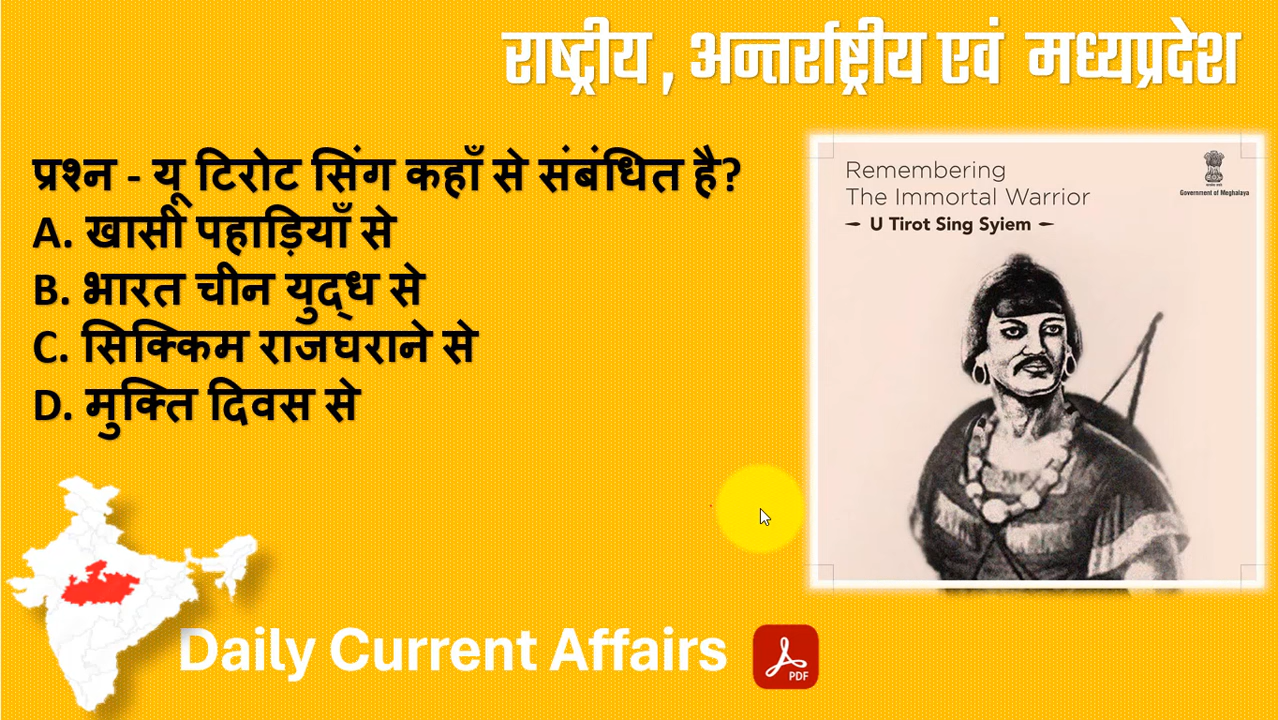 राष्ट्रीय , अन्तर्राष्ट्रीय एवं मध्यप्रदेश
प्रश्न - यू टिरोट सिंग कहाँ से संबंधित है?
A. खासी पहाड़ियाँ से
B. भारत चीन युद्ध से
C. सिक्किम राजघराने से
D. मुक्ति दिवस से
Remembering
The Immortal Warrior
U Tirot Sing Syiem
Government of Meghalaya
Daily Current Affairs
PDF